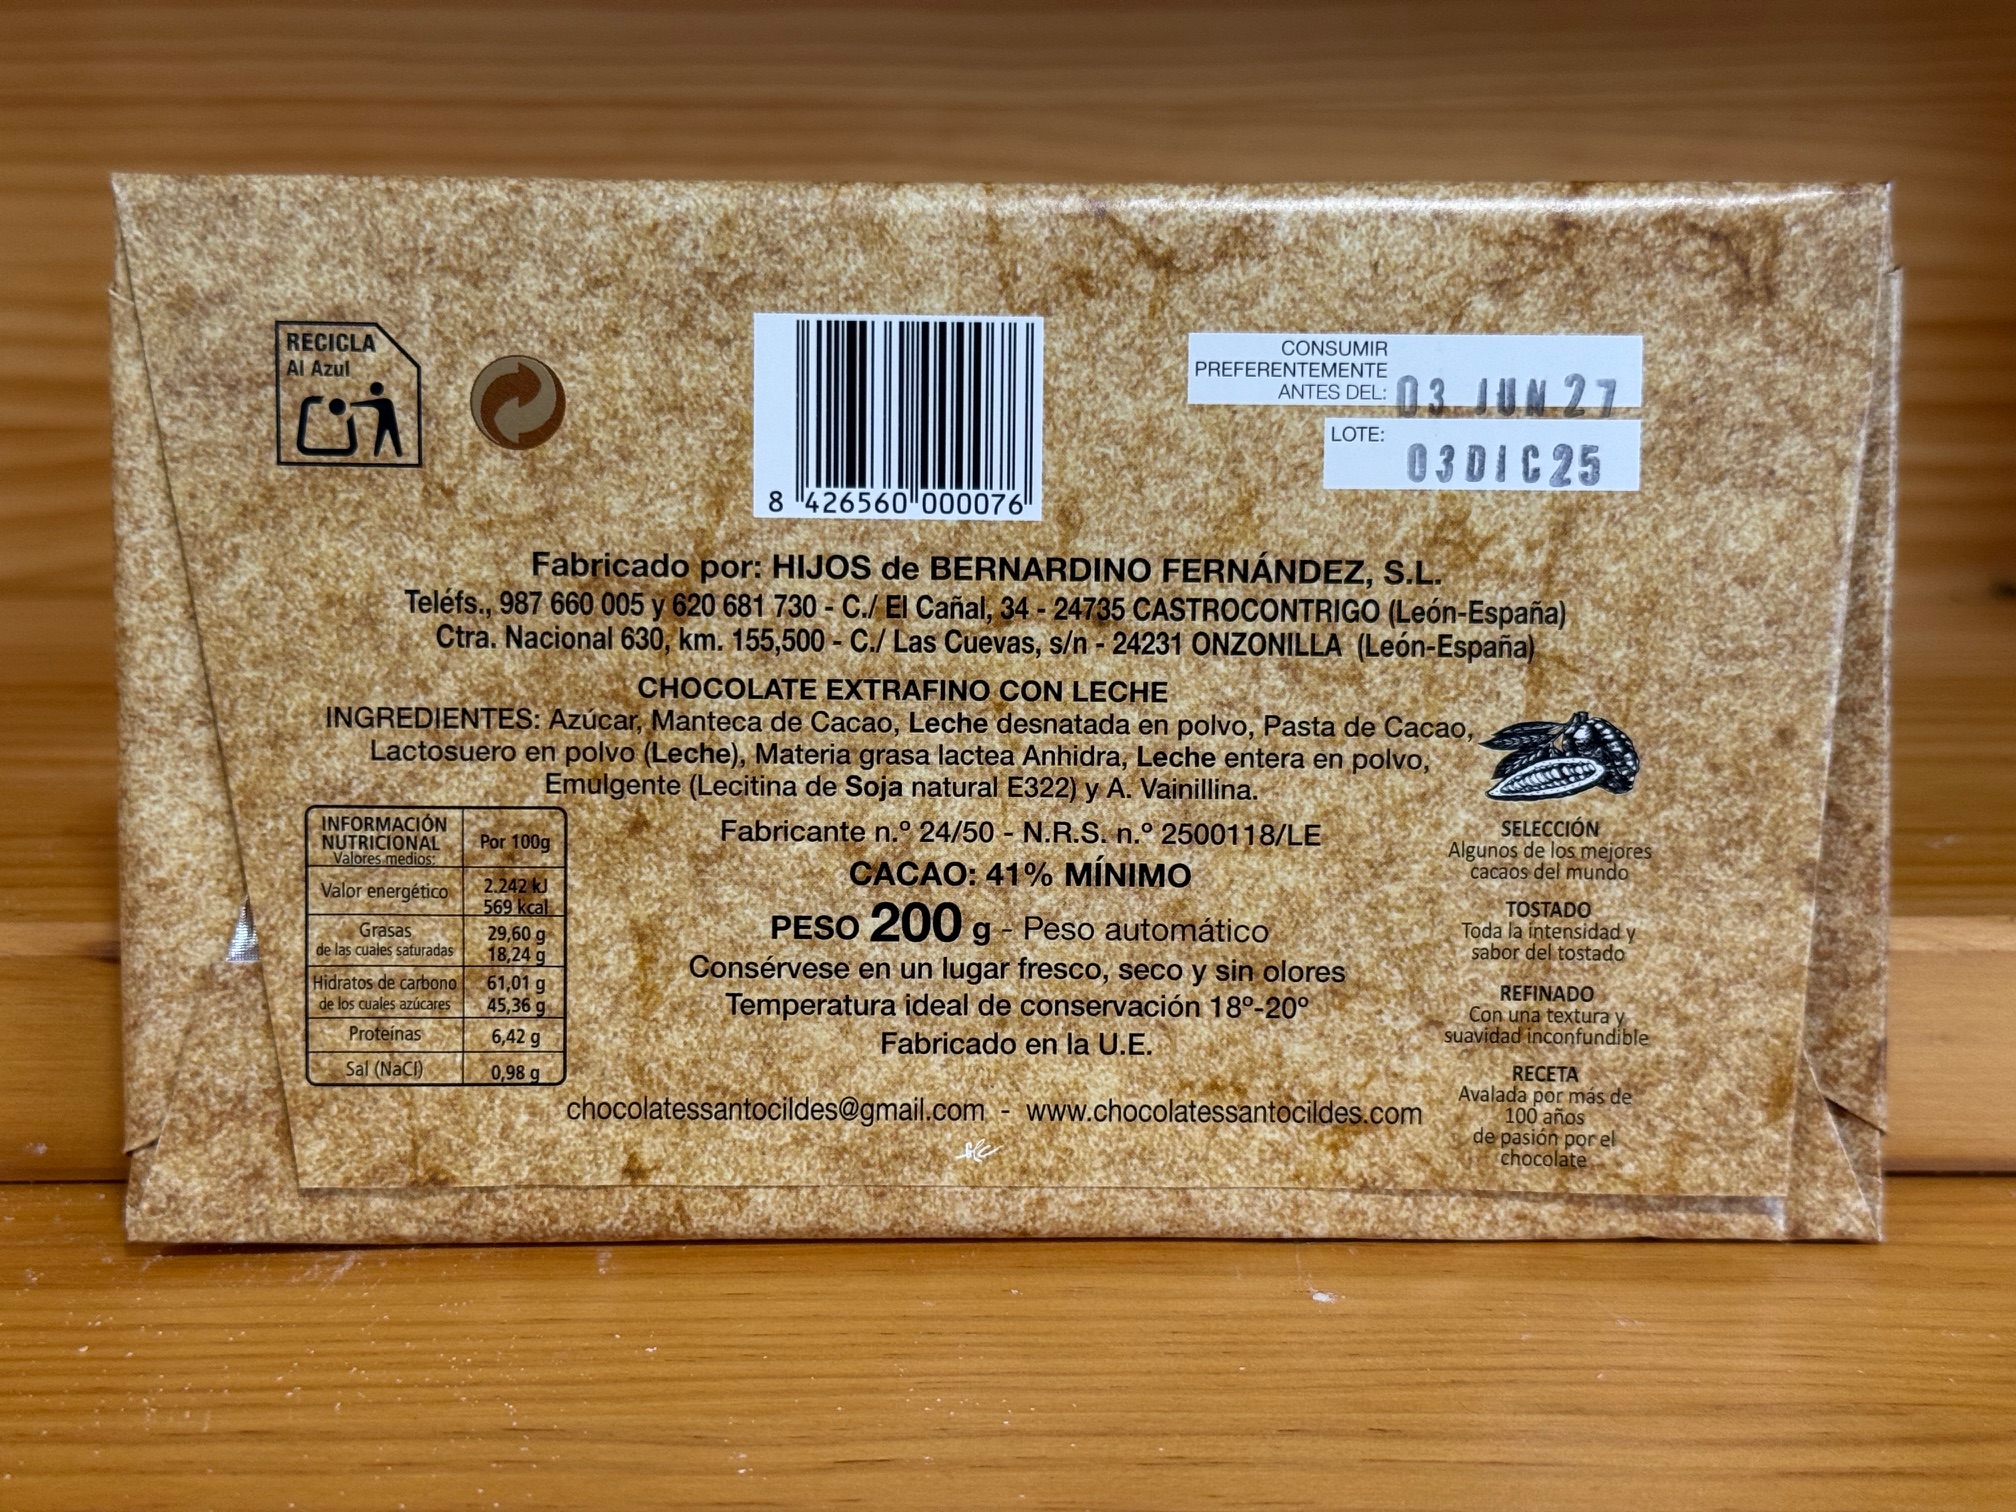 RECICLA
Al Azul
8 426560 000076
CONSUMIR
PREFERENTEMENTE
ANTES DEL: 03 JUN 27
LOTE: 03 DIC 25
Fabricado por: HIJOS de BERNARDINO FERNÁNDEZ, S.L.
Teléfs., 987 660 005 y 620 681 730 - C./ El Cañal, 34 - 24735 CASTROCONTRIGO (León-España)
Ctra. Nacional 630, km. 155,500 - C./ Las Cuevas, s/n - 24231 ONZONILLA (León-España)
CHOCOLATE EXTRAFINO CON LECHE
INGREDIENTES: Azúcar, Manteca de Cacao, Leche desnatada en polvo, Pasta de Cacao,
Lactosuero en polvo (Leche), Materia grasa lactea Anhidra, Leche entera en polvo,
Emulgente (Lecitina de Soja natural E322) y A. Vainillina.
Fabricante n.º 24/50 - N.R.S. n.º 2500118/LE
CACAO: 41% MÍNIMO
PESO 200 g - Peso automático
Consérvese en un lugar fresco, seco y sin olores
Temperatura ideal de conservación 18º-20º
Fabricado en la U.E.
INFORMACIÓN
NUTRICIONAL
Valores medios:
Por 100g
Valor energético 2.242 kJ
569 kcal
Grasas 29,60 g
de las cuales saturadas 18,24 g
Hidratos de carbono 61,01 g
de los cuales azúcares 45,36 g
Proteínas 6,42 g
Sal (NaCl) 0,98 g
SELECCIÓN
Algunos de los mejores
cacaos del mundo
TOSTADO
Toda la intensidad y
sabor del tostado
REFINADO
Con una textura y
suavidad inconfundible
RECETA
Avalada por más de
100 años
de pasión por el
chocolate
chocolatessantocildes@gmail.com - www.chocolatessantocildes.com